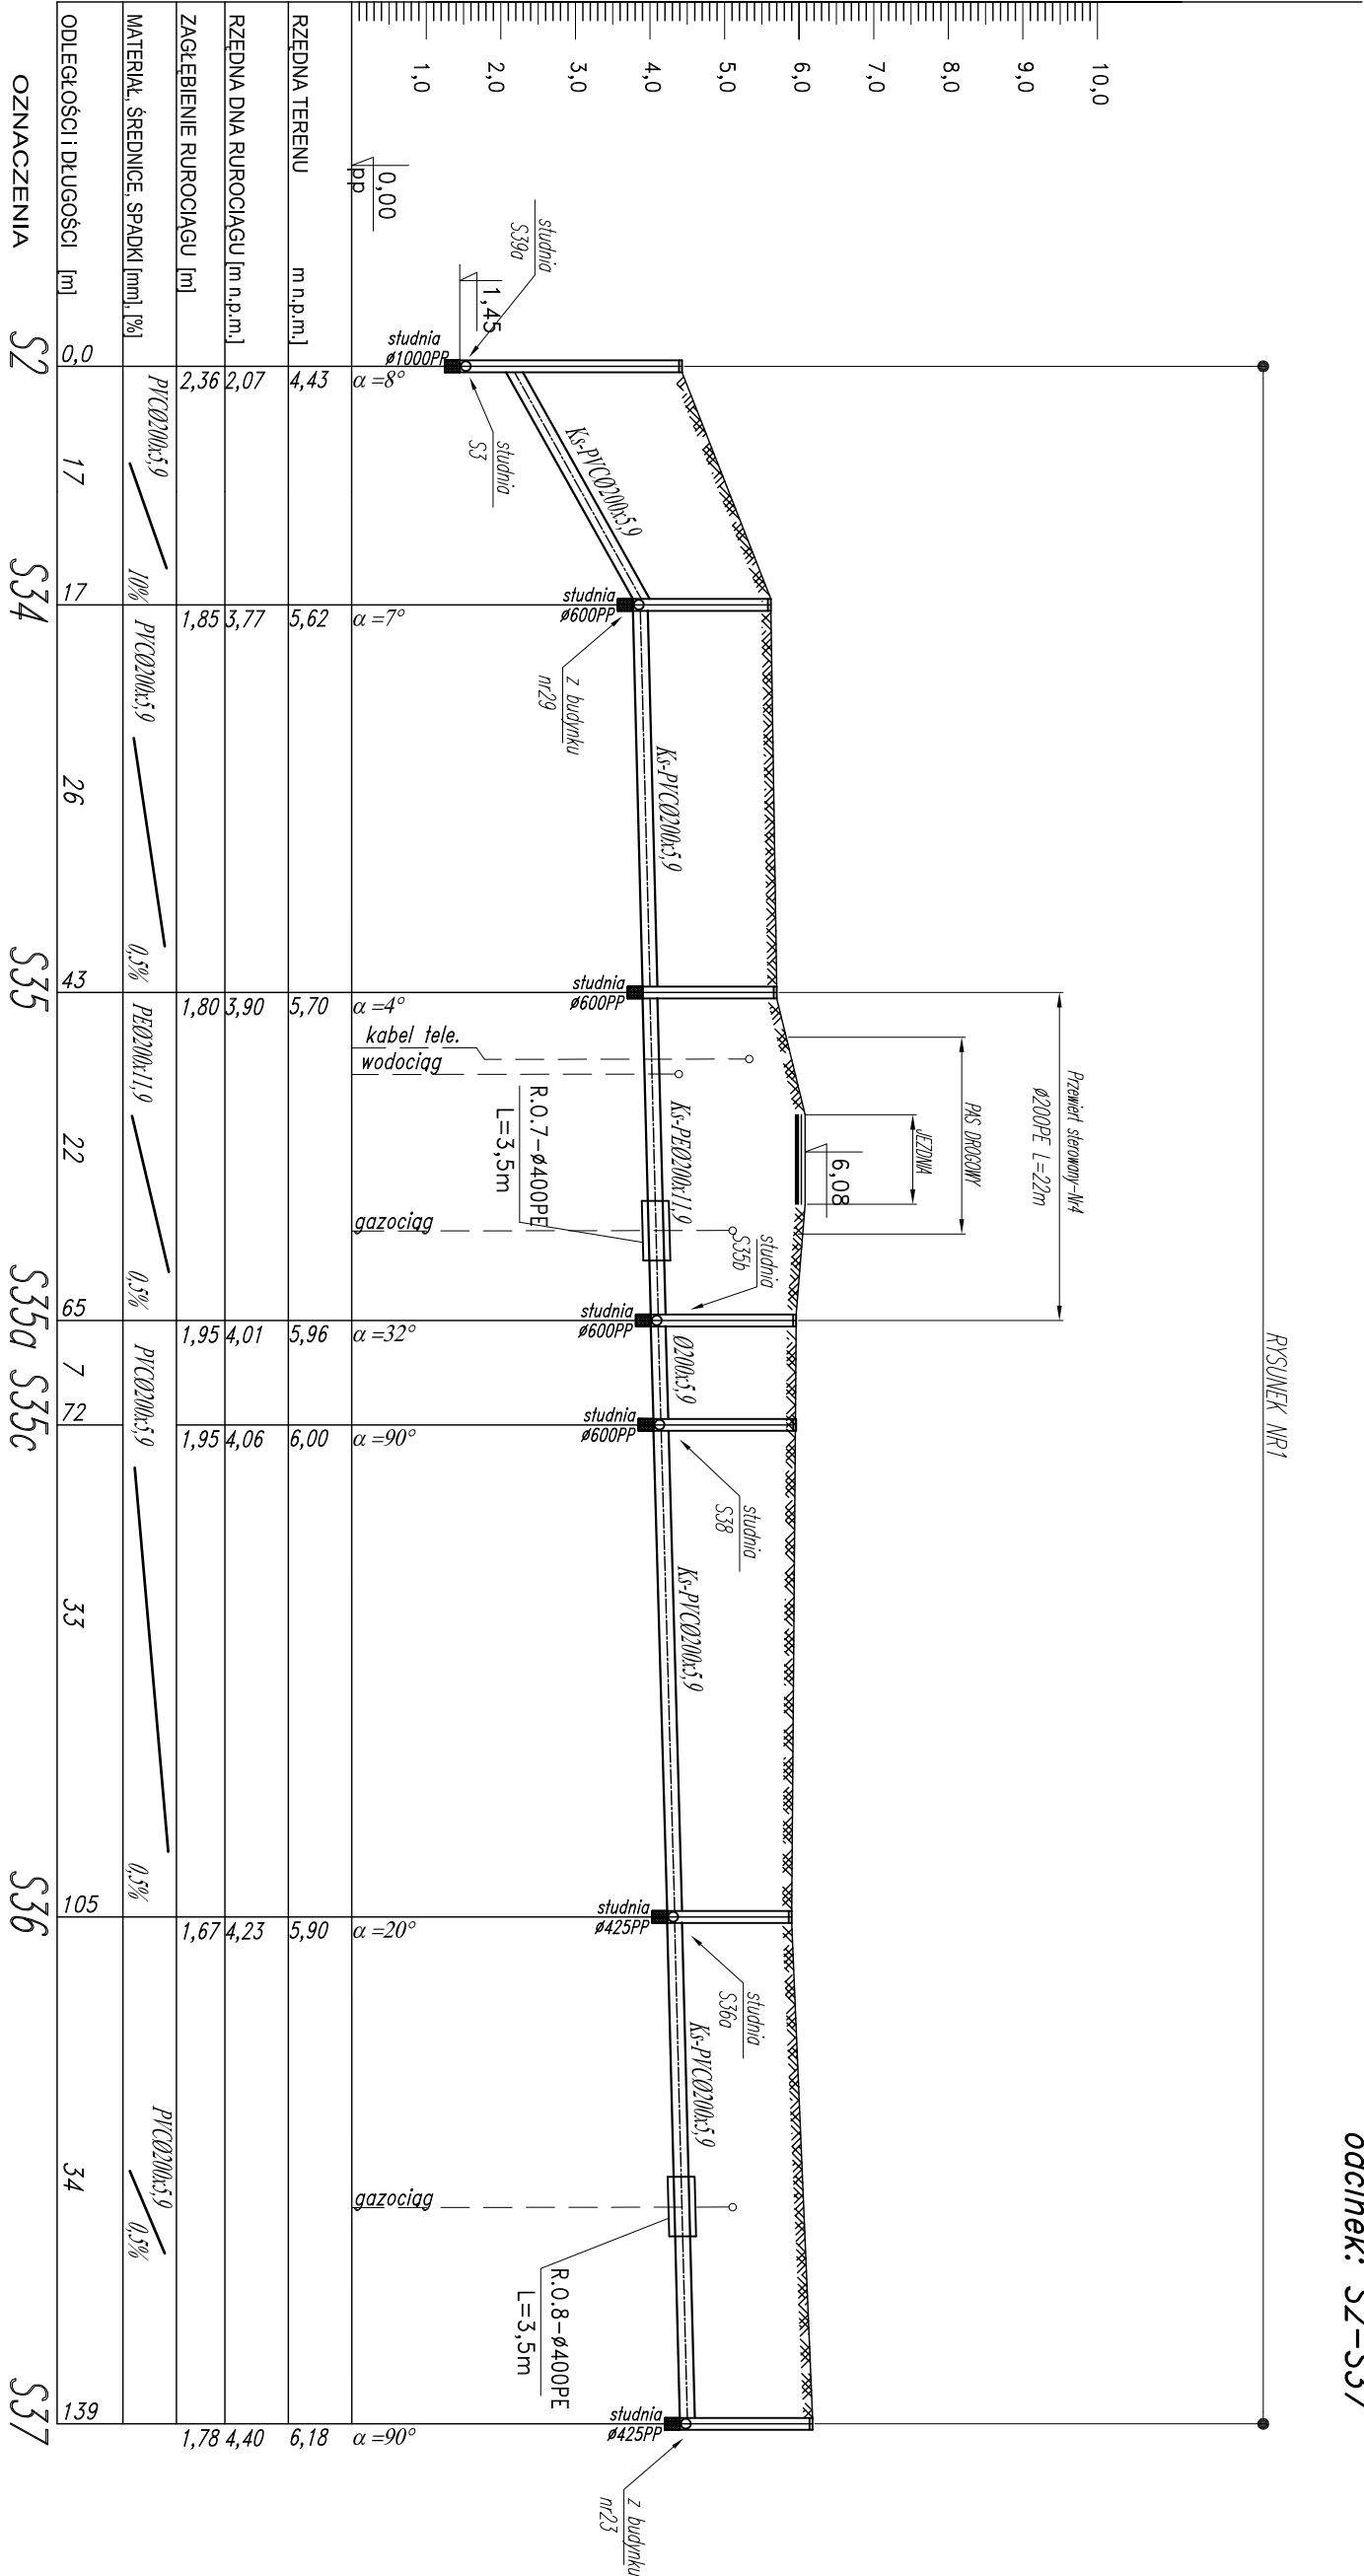 odcinek: S2-S37
RYSUNEK NR1
Przewiert sterowany-Nr4
ø200PE L=22m
PAS DROGOWY
JEZDNIA
6,08
10,0
9,0
8,0
7,0
6,0
5,0
4,0
3,0
2,0
1,0
0,00
pp
1,45
studnia
S39a
studnia
S3
Ks-PVCØ200x5,9
z budynku
nr29
Ks-PVCØ200x5,9
kabel tele.
wodociąg
R.O.7-ø400PE
L=3,5m
Ks-PEØ200x11,9
gazociąg
studnia
S35b
Ø200x5,9
studnia
S38
Ks-PVCØ200x5,9
studnia
S36a
Ks-PVCØ200x5,9
gazociąg
R.O.8-ø400PE
L=3,5m
z budynku
nr23
studnia
ø1000PP
studnia
ø600PP
studnia
ø600PP
studnia
ø600PP
studnia
ø600PP
studnia
ø425PP
studnia
ø425PP
α =8° α =7° α =4° α =32° α =90° α =20° α =90°
RZĘDNA TERENU m n.p.m.] 4,43 5,62 5,70 5,96 6,00 5,90 6,18
RZĘDNA DNA RUROCIĄGU [m n.p.m.] 2,07 3,77 3,90 4,01 4,06 4,23 4,40
ZAGŁĘBIENIE RUROCIĄGU [m] 2,36 1,85 1,80 1,95 1,95 1,67 1,78
MATERIAŁ, ŚREDNICE, SPADKI [mm], [%] PVCØ200x5,9 10% PVCØ200x5,9 0,5% PEØ200x11,9 0,5% PVCØ200x5,9 0,5% PVCØ200x5,9 0,5%
ODLEGŁOŚCI i DŁUGOŚCI [m] 0,0 17 17 26 43 22 65 7 72 33 105 34 139
OZNACZENIA S2 S34 S35 S35a S35c S36 S37